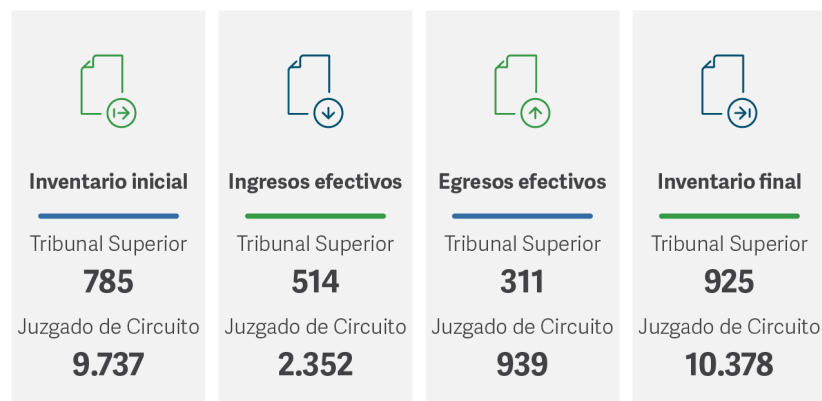 Inventario inicial
Tribunal Superior
785
Juzgado de Circuito
9.737
Ingresos efectivos
Tribunal Superior
514
Juzgado de Circuito
2.352
Egresos efectivos
Tribunal Superior
311
Juzgado de Circuito
939
Inventario final
Tribunal Superior
925
Juzgado de Circuito
10.378